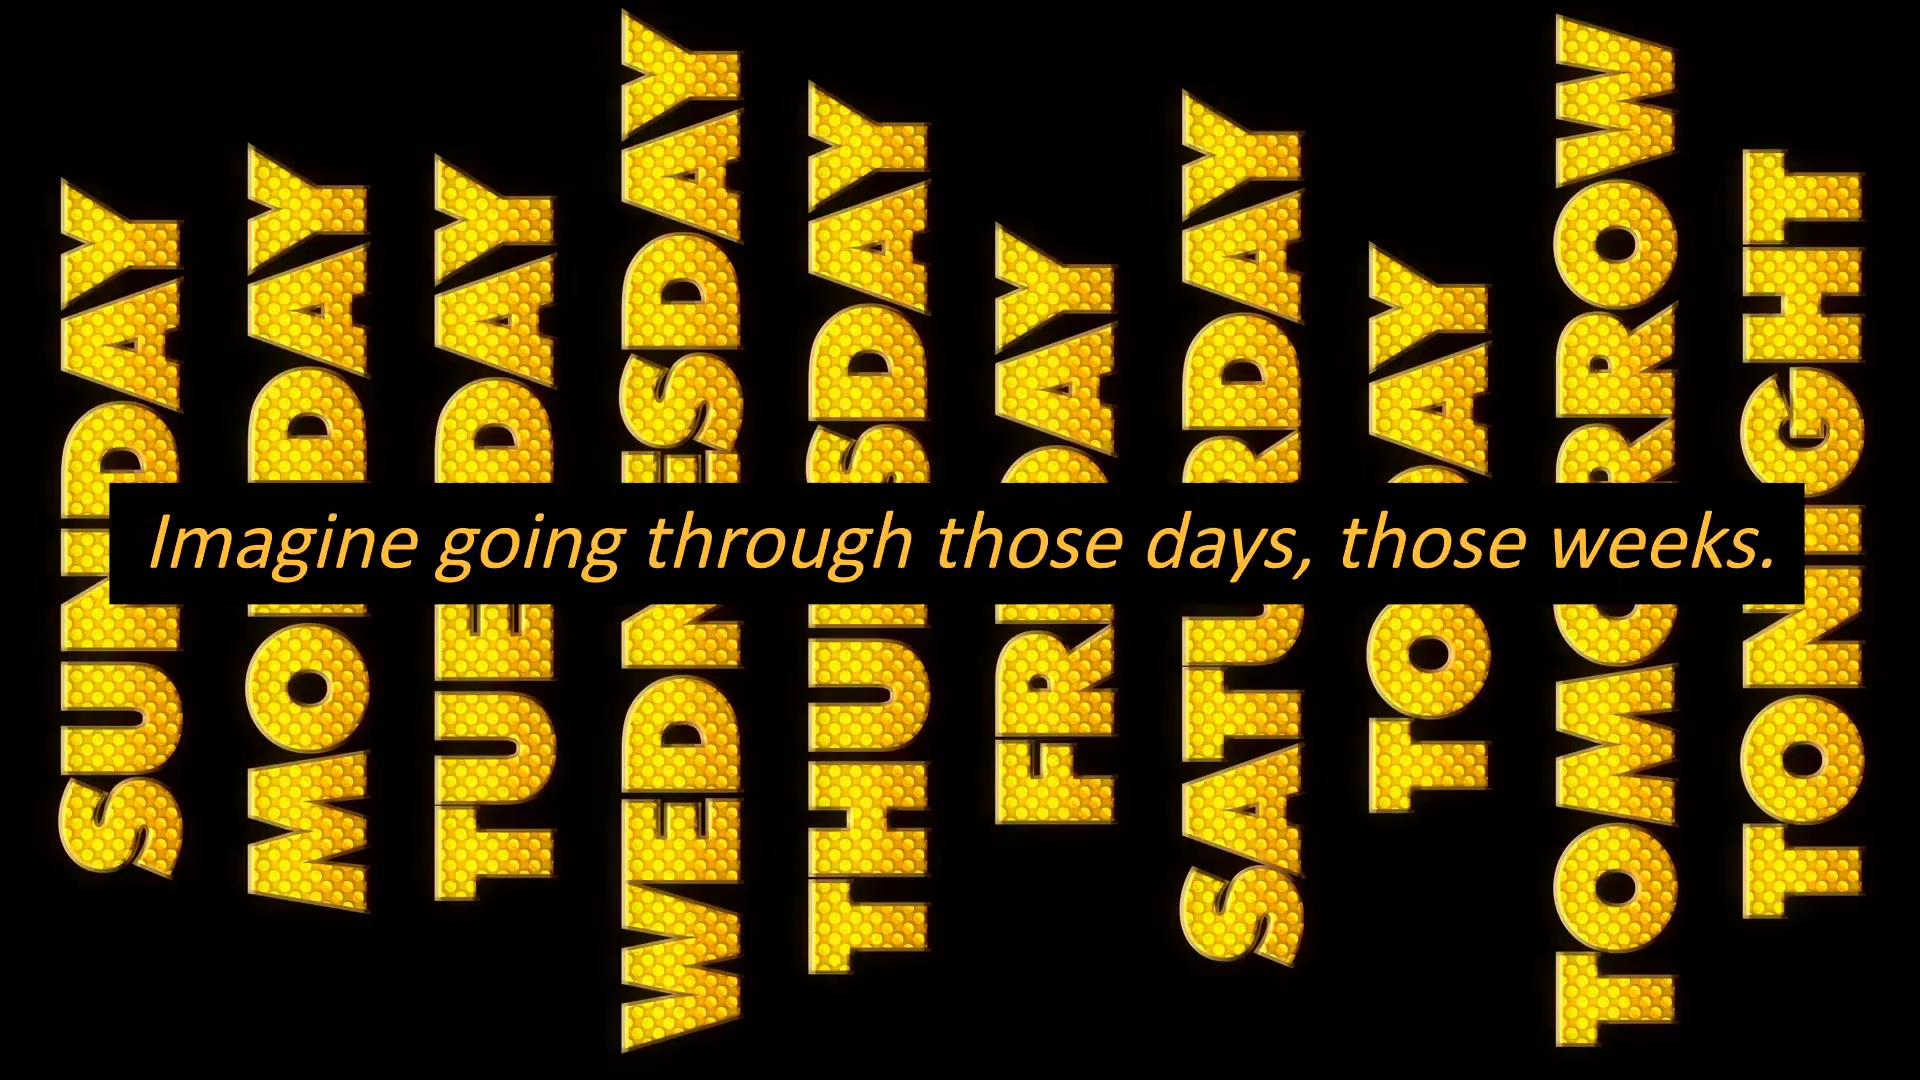 SUNDAY
MONDAY
TUESDAY
WEDNESDAY
THURSDAY
FRIDAY
SATURDAY
TODAY
TOMORROW
TONIGHT
Imagine going through those days, those weeks.